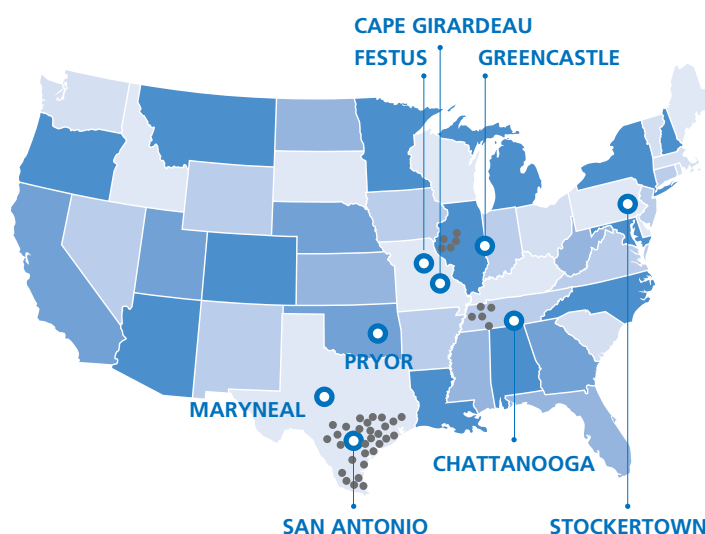 CAPE GIRARDEAU
FESTUS
GREENCASTLE
PRYOR
MARYNEAL
CHATTANOOGA
SAN ANTONIO
STOCKERTOWN